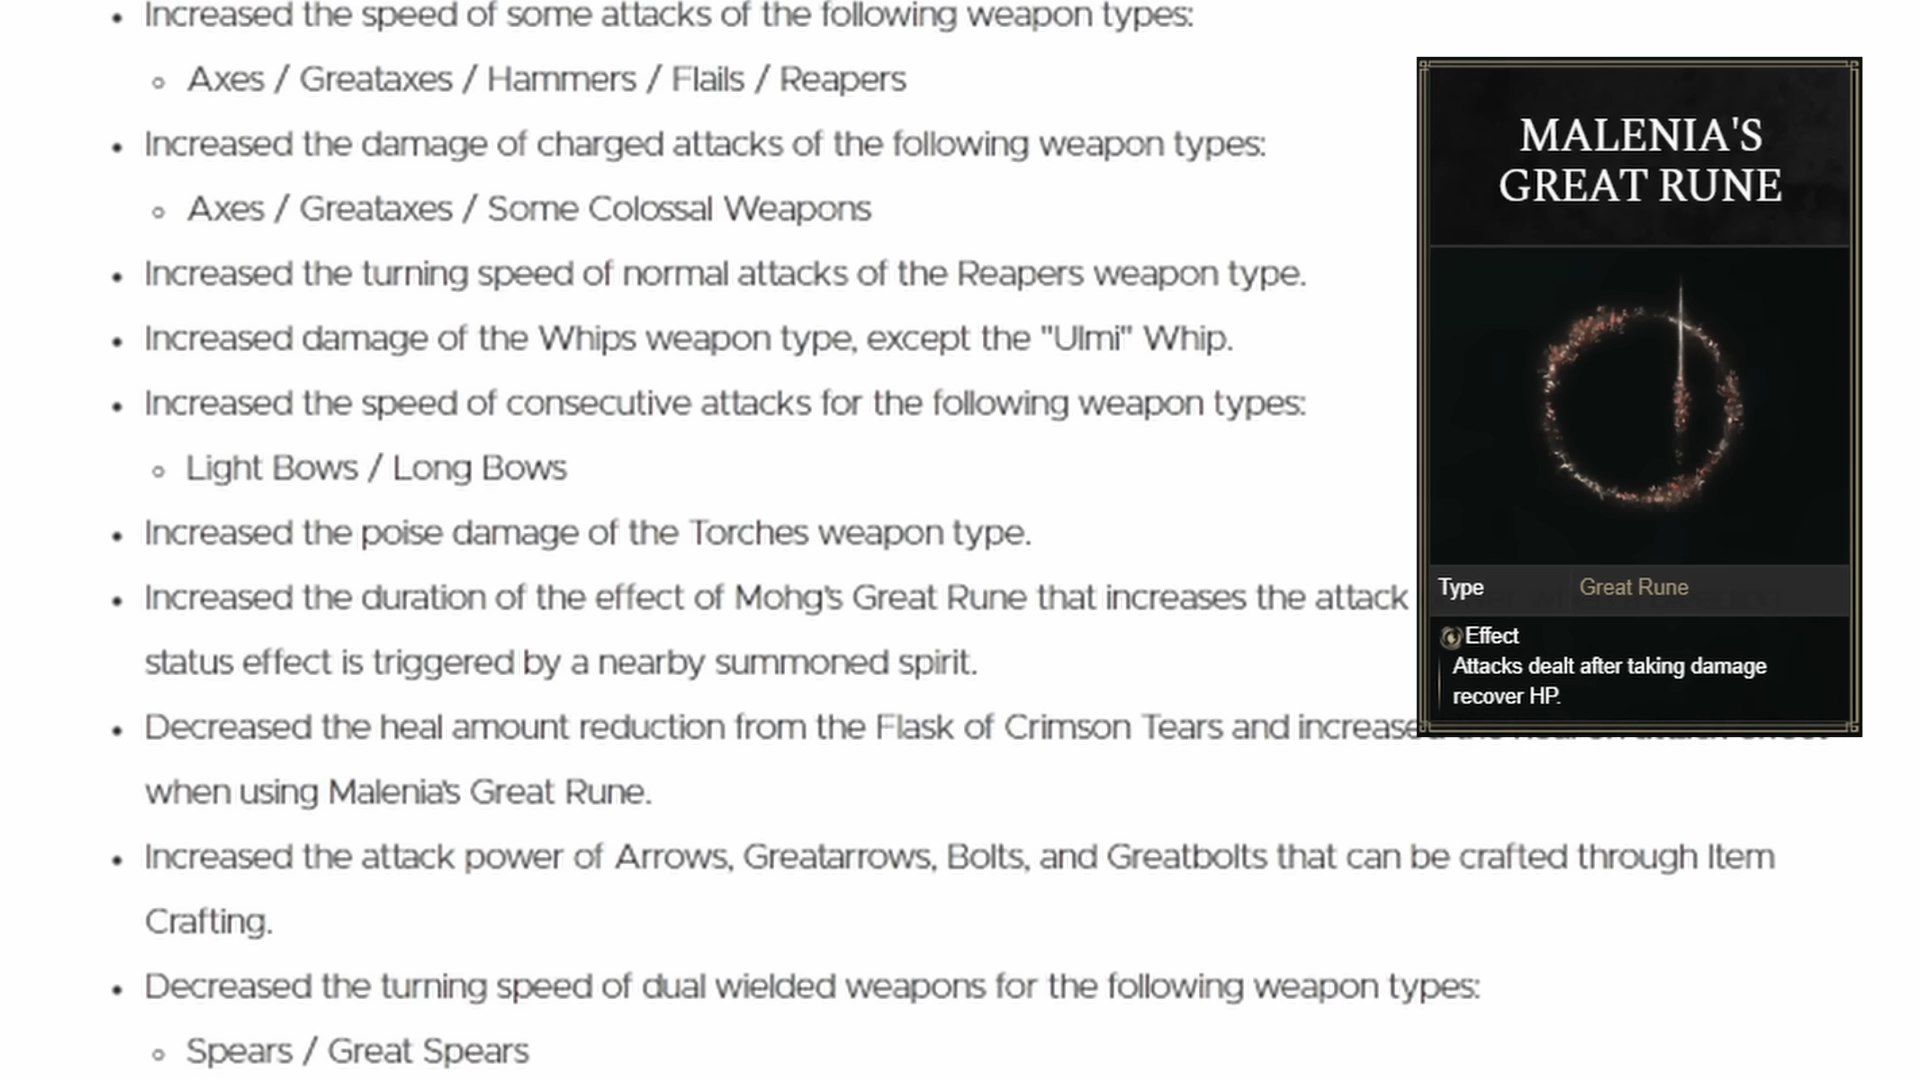 Increased the speed of some attacks of the following weapon types:
Axes / Greataxes / Hammers / Flails / Reapers
Increased the damage of charged attacks of the following weapon types:
Axes / Greataxes / Some Colossal Weapons
Increased the turning speed of normal attacks of the Reapers weapon type.
Increased damage of the Whips weapon type, except the "Ulmi" Whip.
Increased the speed of consecutive attacks for the following weapon types:
Light Bows / Long Bows
Increased the poise damage of the Torches weapon type.
Increased the duration of the effect of Mohg's Great Rune that increases the attack
status effect is triggered by a nearby summoned spirit.
Decreased the heal amount reduction from the Flask of Crimson Tears and increased
when using Malenia's Great Rune.
Increased the attack power of Arrows, Greatarrows, Bolts, and Greatbolts that can be crafted through Item
Crafting.
Decreased the turning speed of dual wielded weapons for the following weapon types:
Spears / Great Spears
MALENIA'S
GREAT RUNE
Type Great Rune
Effect
Attacks dealt after taking damage
recover HP.